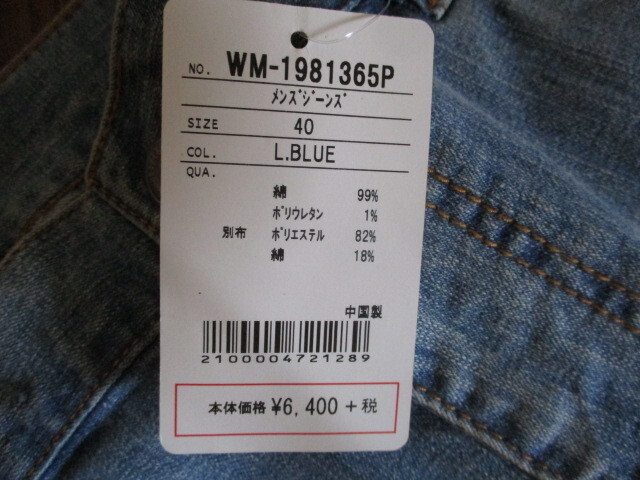 NO. WM-1981365P
ﾒﾝｽﾞｼﾞｰﾝｽﾞ
SIZE 40
COL. L.BLUE
QUA.
綿 99%
ﾎﾟﾘｳﾚﾀﾝ 1%
別布 ﾎﾟﾘｴｽﾃﾙ 82%
綿 18%
中国製
2100004721289
本体価格 ¥6,400 +税